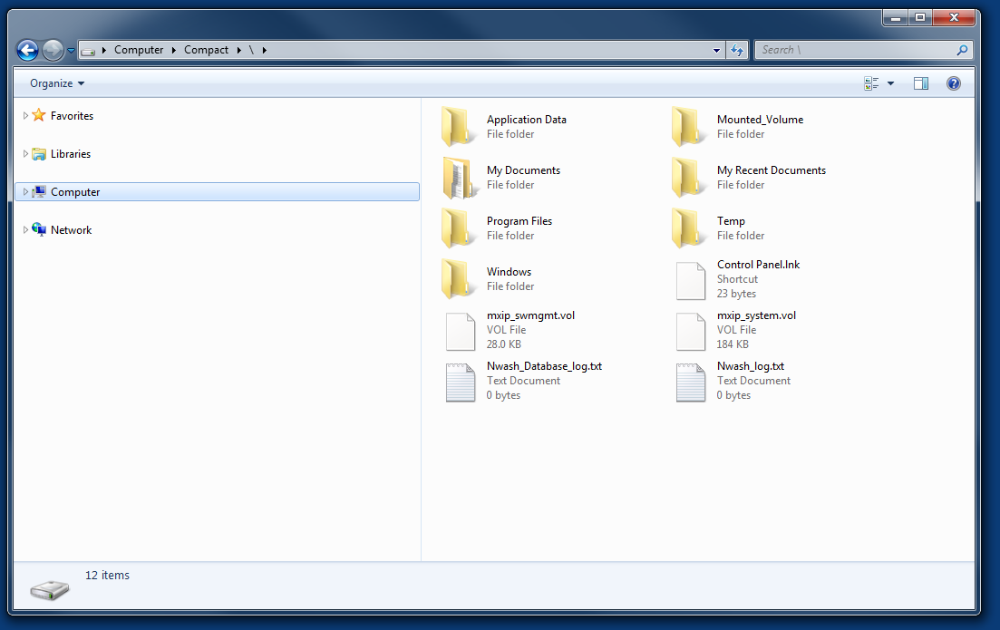 Computer Compact \
Search \
Organize
Favorites
Libraries
Computer
Network
Application Data
File folder
Mounted_Volume
File folder
My Documents
File folder
My Recent Documents
File folder
Program Files
File folder
Temp
File folder
Windows
File folder
Control Panel.lnk
Shortcut
23 bytes
mxip_swmgmt.vol
VOL File
28.0 KB
mxip_system.vol
VOL File
184 KB
Nwash_Database_log.txt
Text Document
0 bytes
Nwash_log.txt
Text Document
0 bytes
12 items